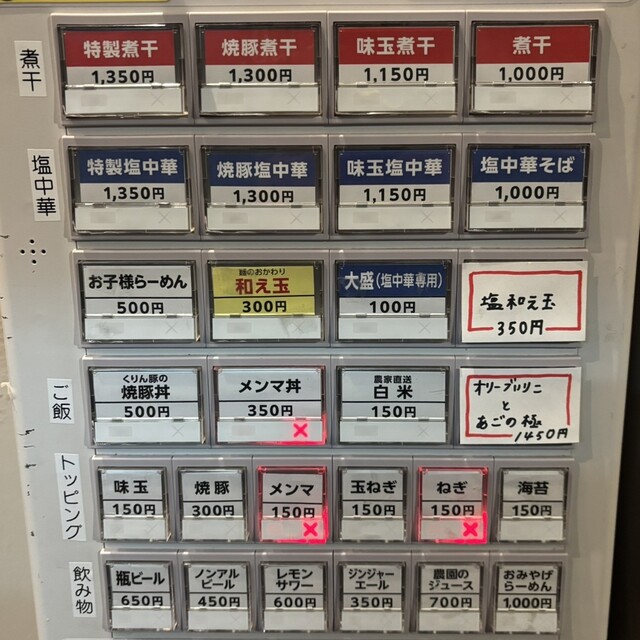 煮干
特製煮干
1,350円
焼豚煮干
1,300円
味玉煮干
1,150円
煮干
1,000円
塩中華
特製塩中華
1,350円
焼豚塩中華
1,300円
味玉塩中華
1,150円
塩中華そば
1,000円
お子様らーめん
500円
麺のおかわり
和え玉
300円
大盛(塩中華専用)
100円
塩和え玉
350円
ご飯
くりん豚の
焼豚丼
500円
メンマ丼
350円
農家直送
白米
150円
と
あごの極
1450円
トッピング
味玉
150円
焼豚
300円
メンマ
150円
玉ねぎ
150円
ねぎ
150円
海苔
150円
飲み物
瓶ビール
650円
ノンアル
ビール
450円
レモン
サワー
600円
ジンジャー
エール
350円
農園の
ジュース
700円
おみやげ
らーめん
1,000円